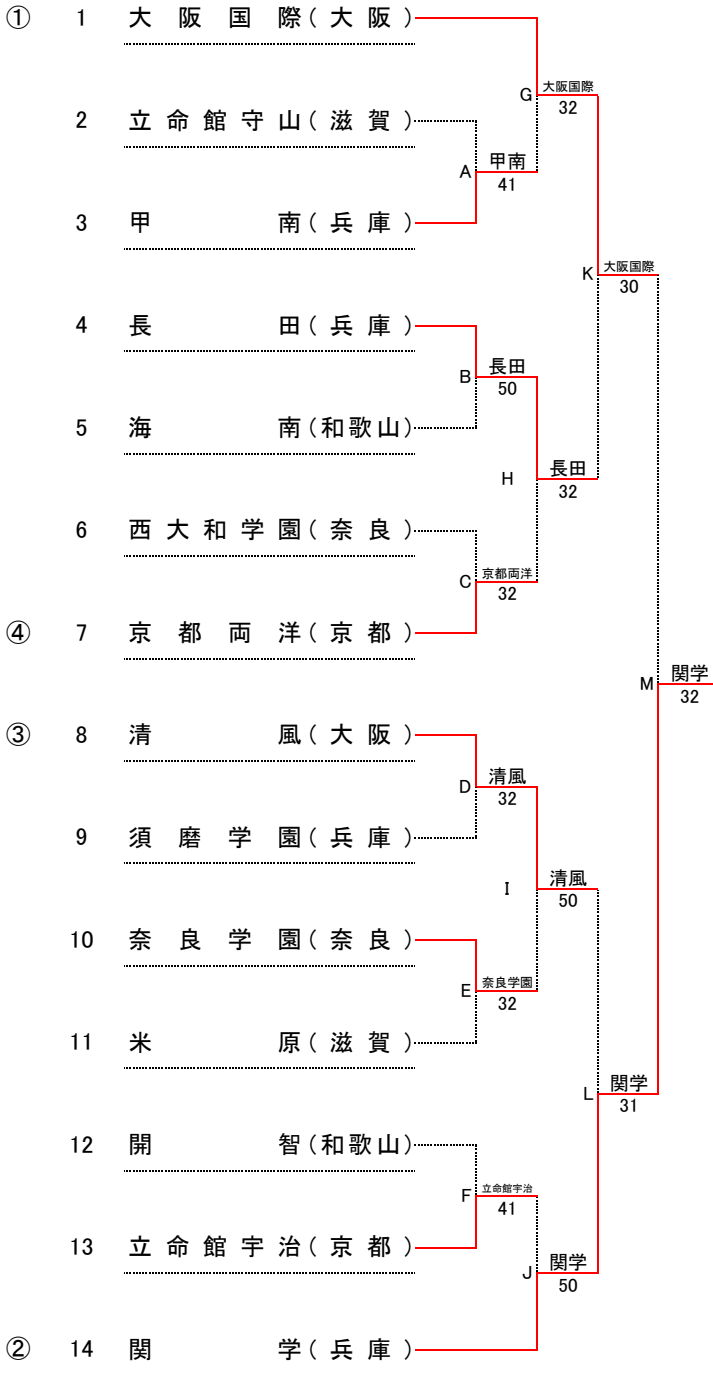 ① 1 大阪国際(大阪)
G 大阪国際
32
2 立命館守山(滋賀)
A 甲南
41
3 甲南(兵庫)
K 大阪国際
30
4 長田(兵庫)
B 長田
50
5 海南(和歌山)
H 長田
32
6 西大和学園(奈良)
C 京都両洋
32
④ 7 京都両洋(京都)
M 関学
32
③ 8 清風(大阪)
D 清風
32
9 須磨学園(兵庫)
I 清風
50
10 奈良学園(奈良)
E 奈良学園
32
11 米原(滋賀)
L 関学
31
12 開智(和歌山)
F 立命館宇治
41
13 立命館宇治(京都)
J 関学
50
② 14 関学(兵庫)